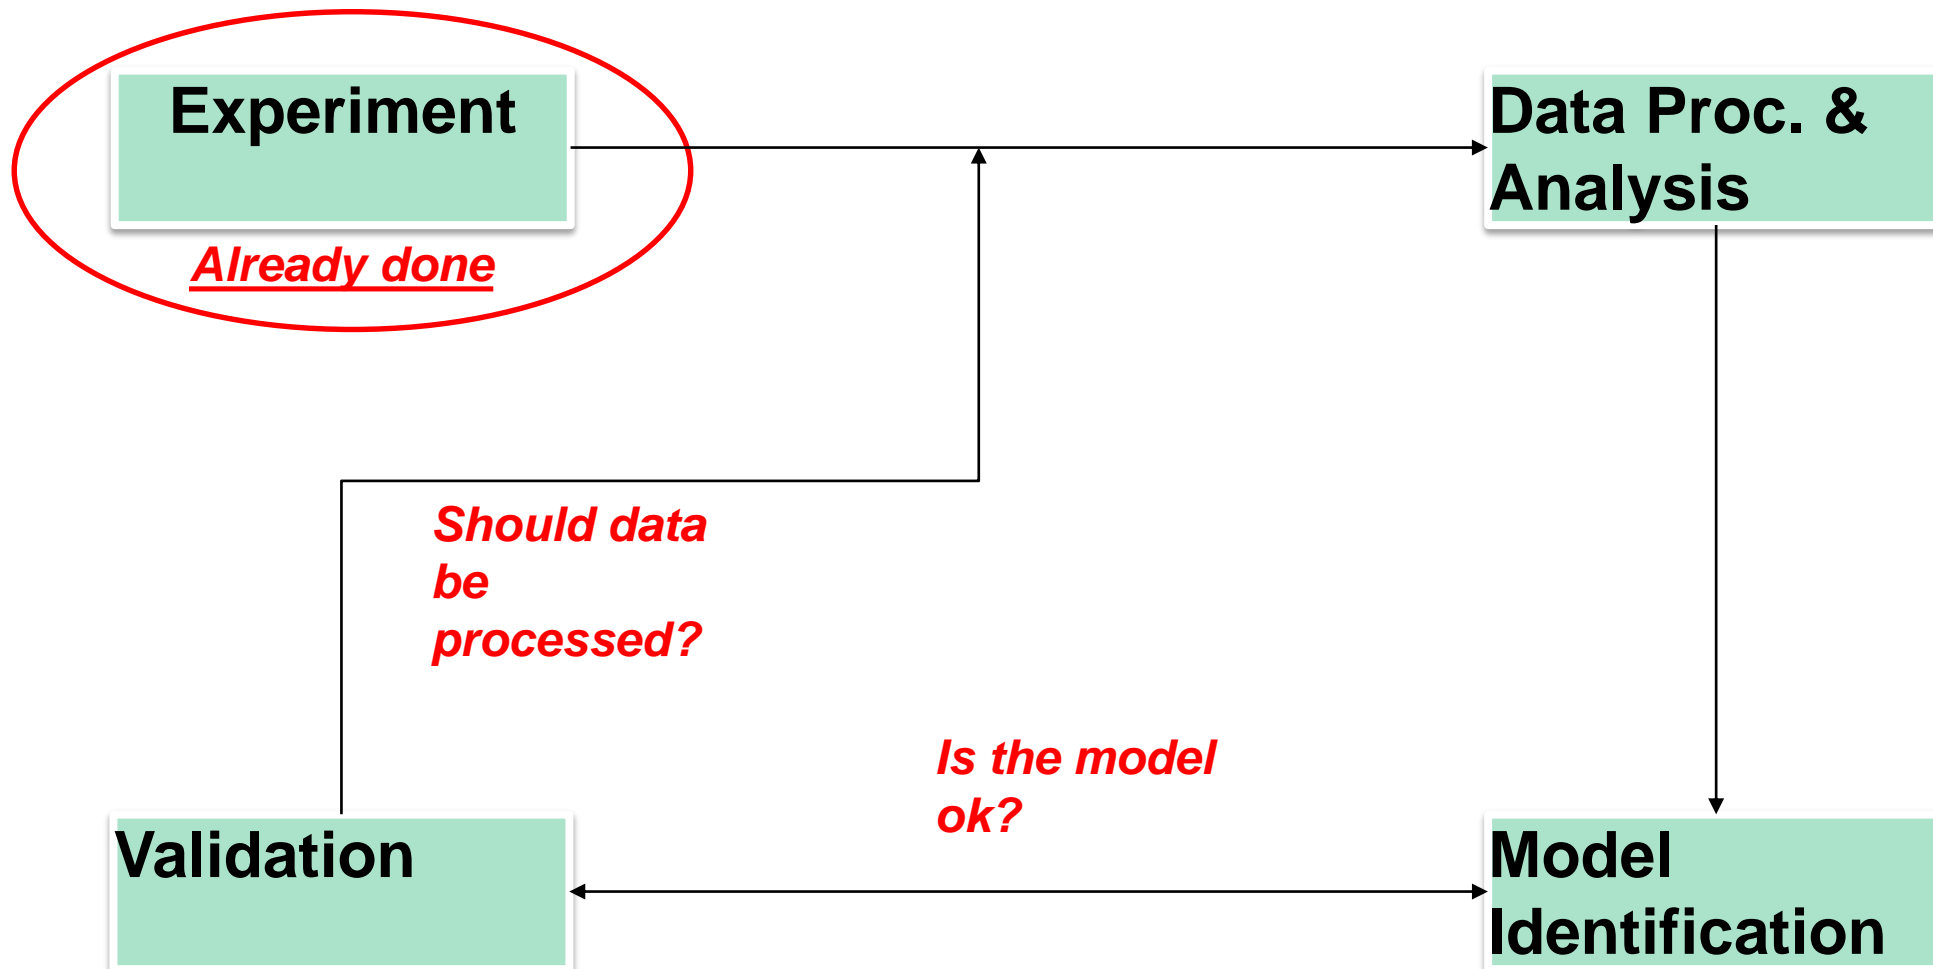 Experiment
Already done
Data Proc. &
Analysis
Should data
be
processed?
Is the model
ok?
Validation
Model
Identification